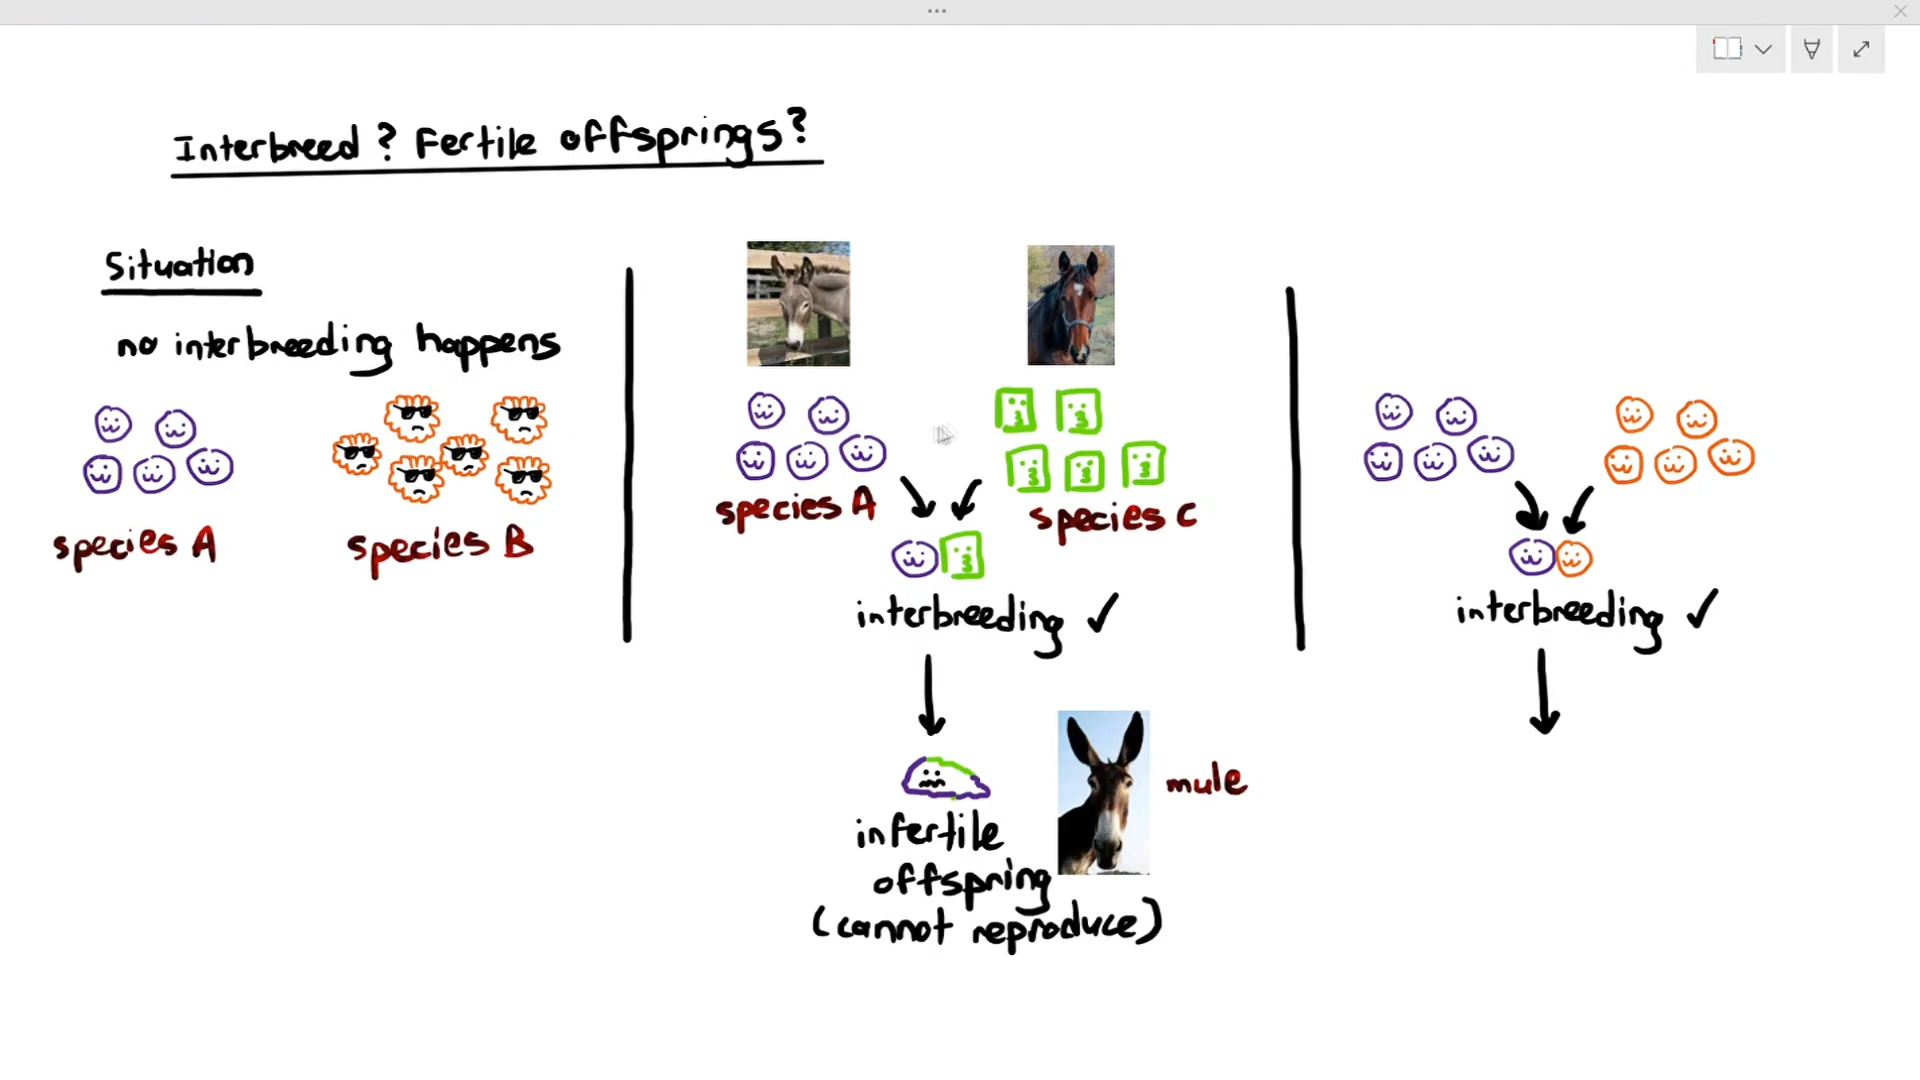 Interbreed? Fertile offsprings?
Situation
no interbreeding happens
species A
species B
species A
species C
interbreeding ✓
infertile
offspring
(cannot reproduce)
mule
interbreeding ✓